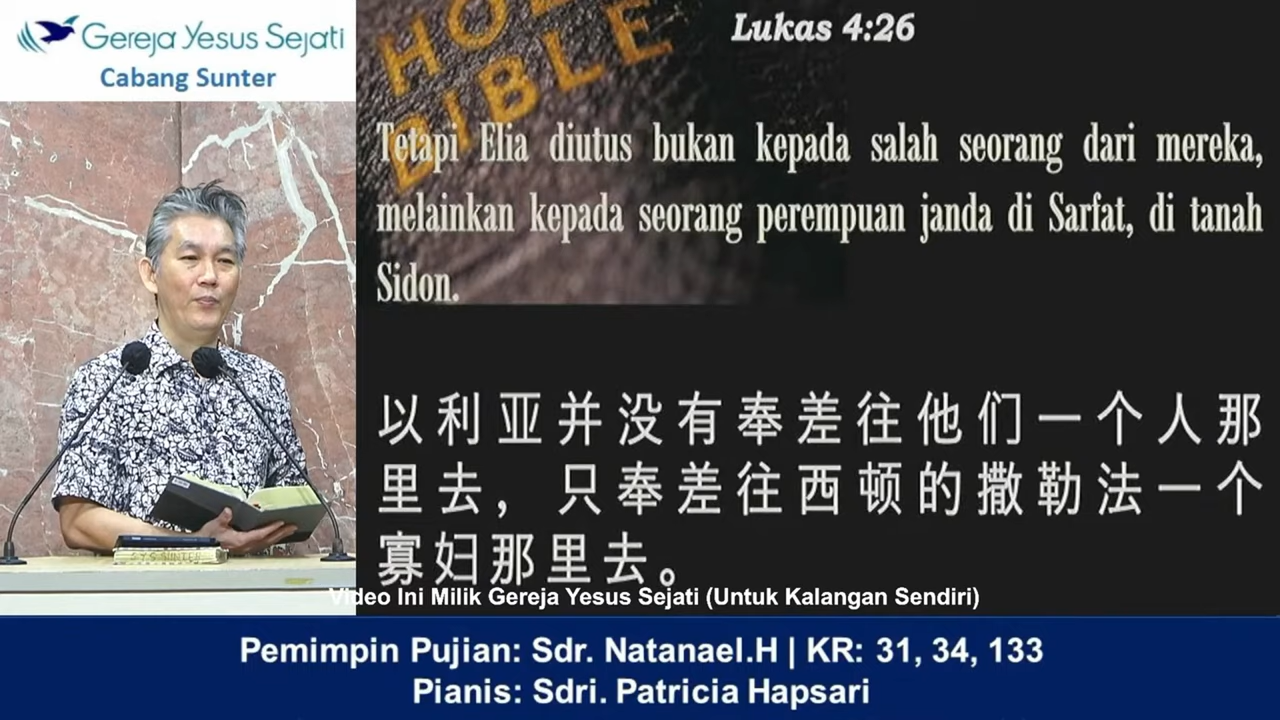 Gereja Yesus Sejati
Cabang Sunter
HOLY
BIBLE
Lukas 4:26
Tetapi Elia diutus bukan kepada salah seorang dari mereka,
melainkan kepada seorang perempuan janda di Sarfat, di tanah
Sidon.
以利亚并没有奉差往他们一个人那
里去，只奉差往西顿的撒勒法一个
寡妇那里去。
SUNTER
Video Ini Milik Gereja Yesus Sejati (Untuk Kalangan Sendiri)
Pemimpin Pujian: Sdr. Natanael.H | KR: 31, 34, 133
Pianis: Sdri. Patricia Hapsari